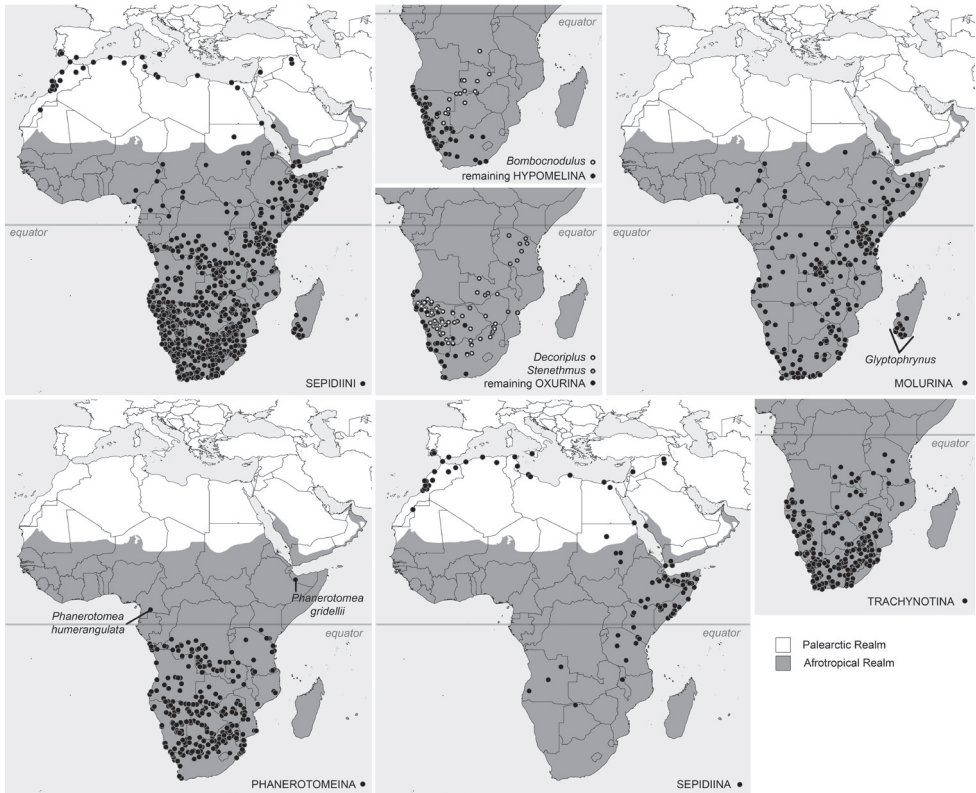 equator
SEPIDIINI
equator
Bombocnodulus
remaining HYPOMELINA
equator
Decoriplus
Stenethmus
remaining OXURINA
equator
Glyptophrynus
MOLURINA
Phanerotomea
humerangulata
Phanerotomea
gridellii
equator
PHANEROTOMEINA
equator
SEPIDIINA
equator
TRACHYNOTINA
Palearctic Realm
Afrotropical Realm